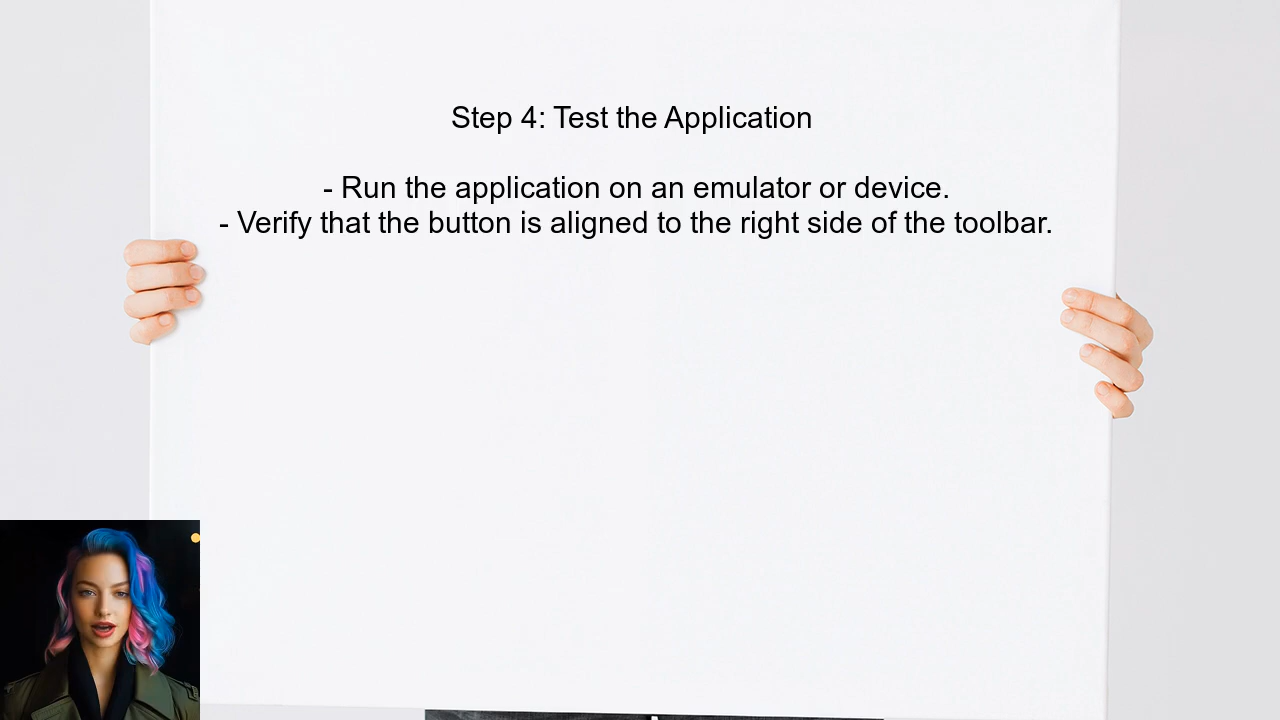 Step 4: Test the Application
- Run the application on an emulator or device.
- Verify that the button is aligned to the right side of the toolbar.